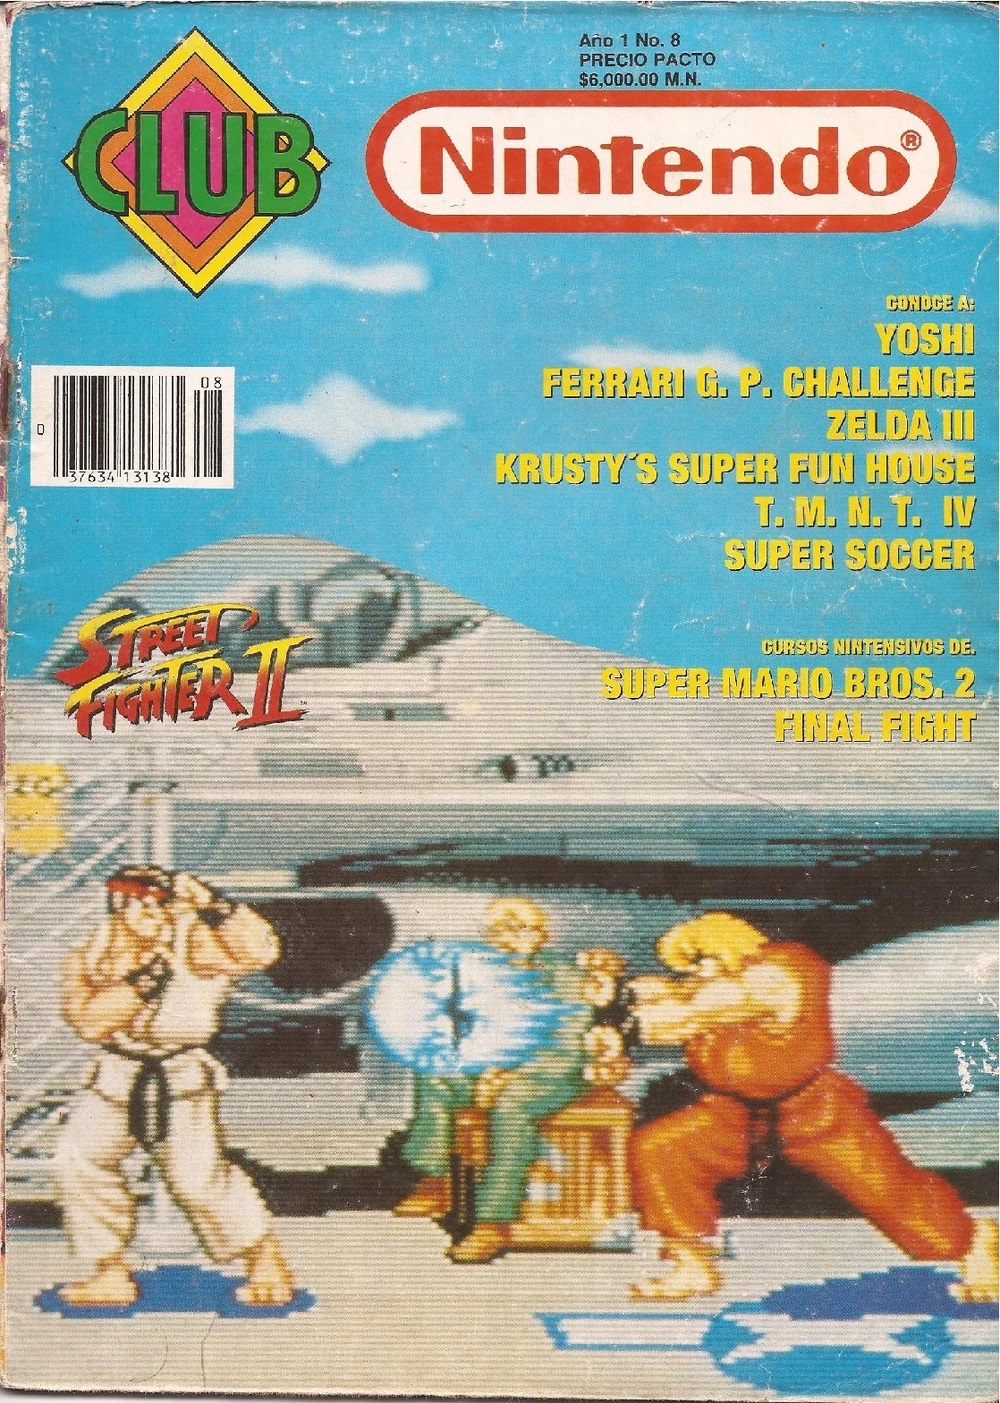 Año 1 No. 8
PRECIO PACTO
$6,000.00 M.N.
CLUB
Nintendo®
CONOCE A:
YOSHI
FERRARI G. P. CHALLENGE
ZELDA III
KRUSTY´S SUPER FUN HOUSE
T. M. N. T. IV
SUPER SOCCER
08
0
37634 13138
STREET
FIGHTER II
CURSOS NINTENSIVOS DE.
SUPER MARIO BROS. 2
FINAL FIGHT